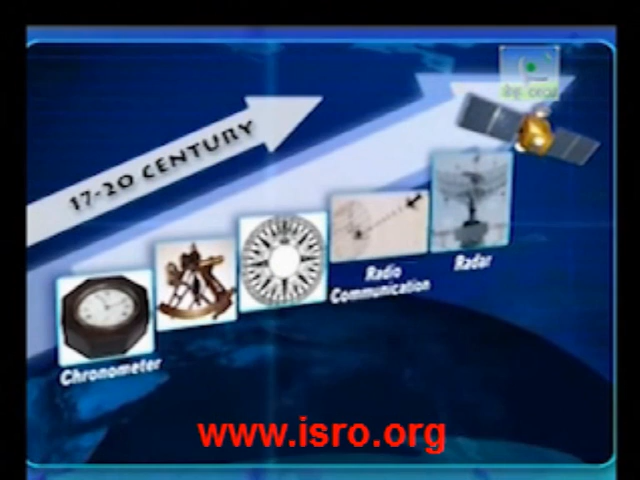 17-20 CENTURY
Chronometer
Radio
Communication
Radar
www.isro.org